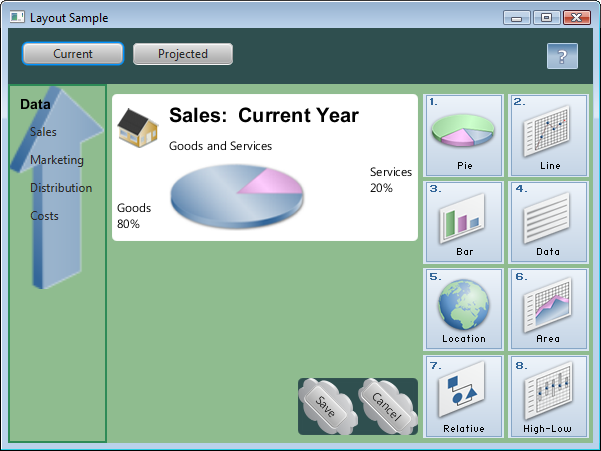 Layout Sample
Current
Projected
?
Data
Sales
Marketing
Distribution
Costs
Sales: Current Year
Goods and Services
Services
20%
Goods
80%
1.
Pie
2.
Line
3.
Bar
4.
Data
5.
Location
6.
Area
7.
Relative
8.
High-Low
Save
Cancel